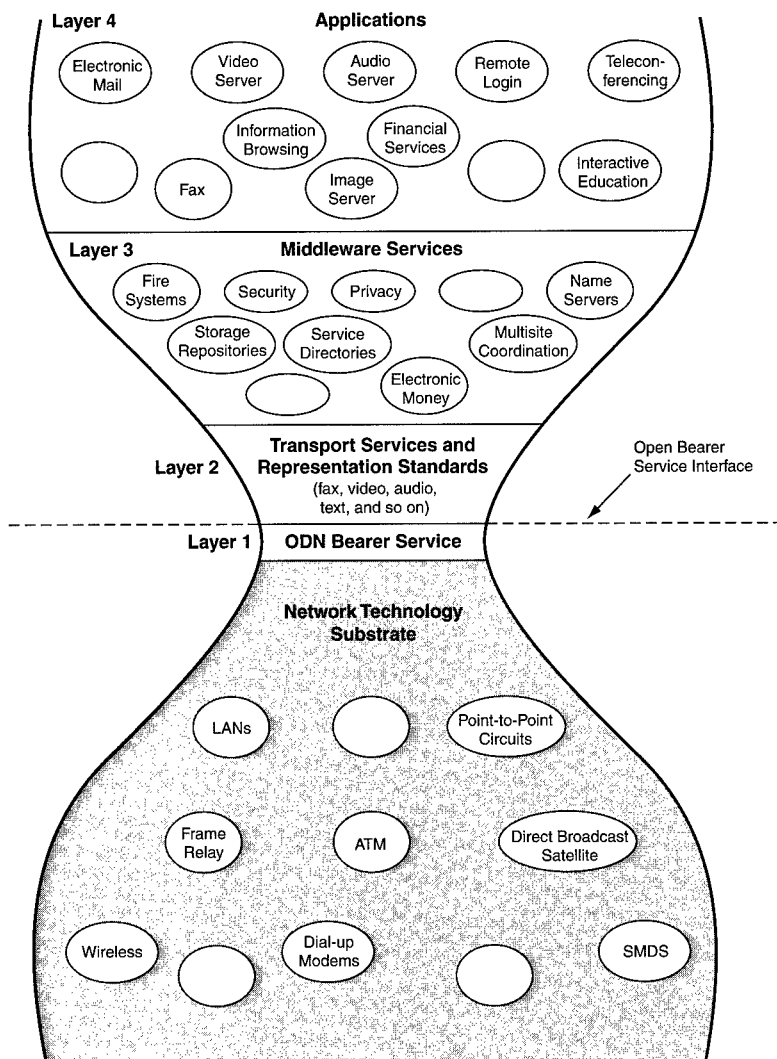 Layer 4
Applications
Electronic
Mail
Video
Server
Audio
Server
Remote
Login
Telecon-
ferencing
Information
Browsing
Financial
Services
Fax
Image
Server
Interactive
Education
Layer 3
Middleware Services
Fire
Systems
Security
Privacy
Name
Servers
Storage
Repositories
Service
Directories
Multisite
Coordination
Electronic
Money
Layer 2
Transport Services and
Representation Standards
(fax, video, audio,
text, and so on)
Open Bearer
Service Interface
Layer 1
ODN Bearer Service
Network Technology
Substrate
LANs
Point-to-Point
Circuits
Frame
Relay
ATM
Direct Broadcast
Satellite
Wireless
Dial-up
Modems
SMDS